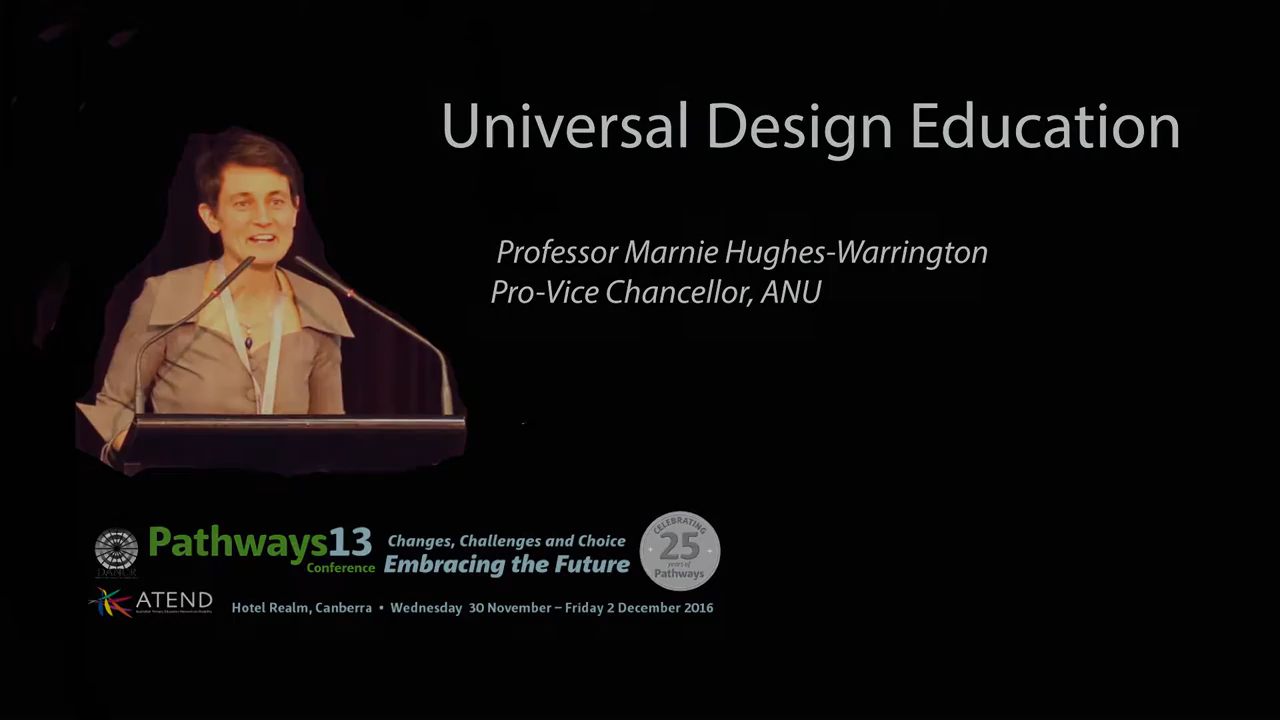 Universal Design Education
Professor Marnie Hughes-Warrington
Pro-Vice Chancellor, ANU
Pathways13
Conference
Changes, Challenges and Choice
Embracing the Future
CELEBRATING
25
years of
Pathways
DANCR
ATEND
Hotel Realm, Canberra • Wednesday 30 November – Friday 2 December 2016